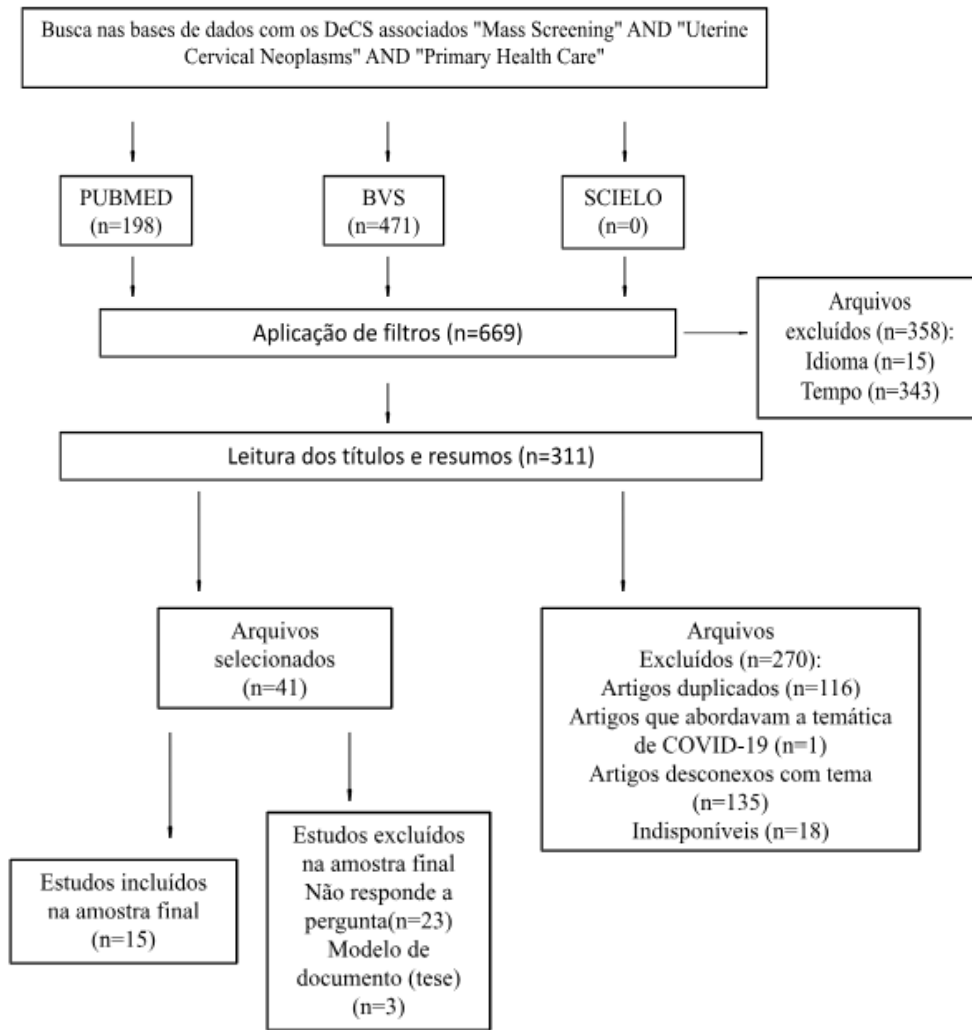 Busca nas bases de dados com os DeCS associados "Mass Screening" AND "Uterine
Cervical Neoplasms" AND "Primary Health Care"
PUBMED
(n=198)
BVS
(n=471)
SCIELO
(n=0)
Aplicação de filtros (n=669)
Arquivos
excluídos (n=358):
Idioma (n=15)
Tempo (n=343)
Leitura dos títulos e resumos (n=311)
Arquivos
selecionados
(n=41)
Arquivos
Excluídos (n=270):
Artigos duplicados (n=116)
Artigos que abordavam a temática
de COVID-19 (n=1)
Artigos desconexos com tema
(n=135)
Indisponíveis (n=18)
Estudos incluídos
na amostra final
(n=15)
Estudos excluídos
na amostra final
Não responde a
pergunta(n=23)
Modelo de
documento (tese)
(n=3)